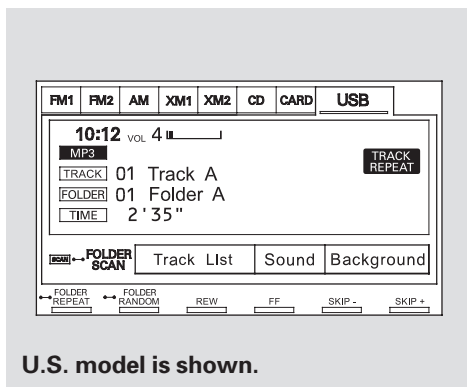 FM1 FM2 AM XM1 XM2 CD CARD USB
10:12 VOL 4
MP3
TRACK REPEAT
TRACK 01 Track A
FOLDER 01 Folder A
TIME 2'35"
SCAN FOLDER SCAN Track List Sound Background
FOLDER REPEAT FOLDER RANDOM REW FF SKIP - SKIP +
U.S. model is shown.